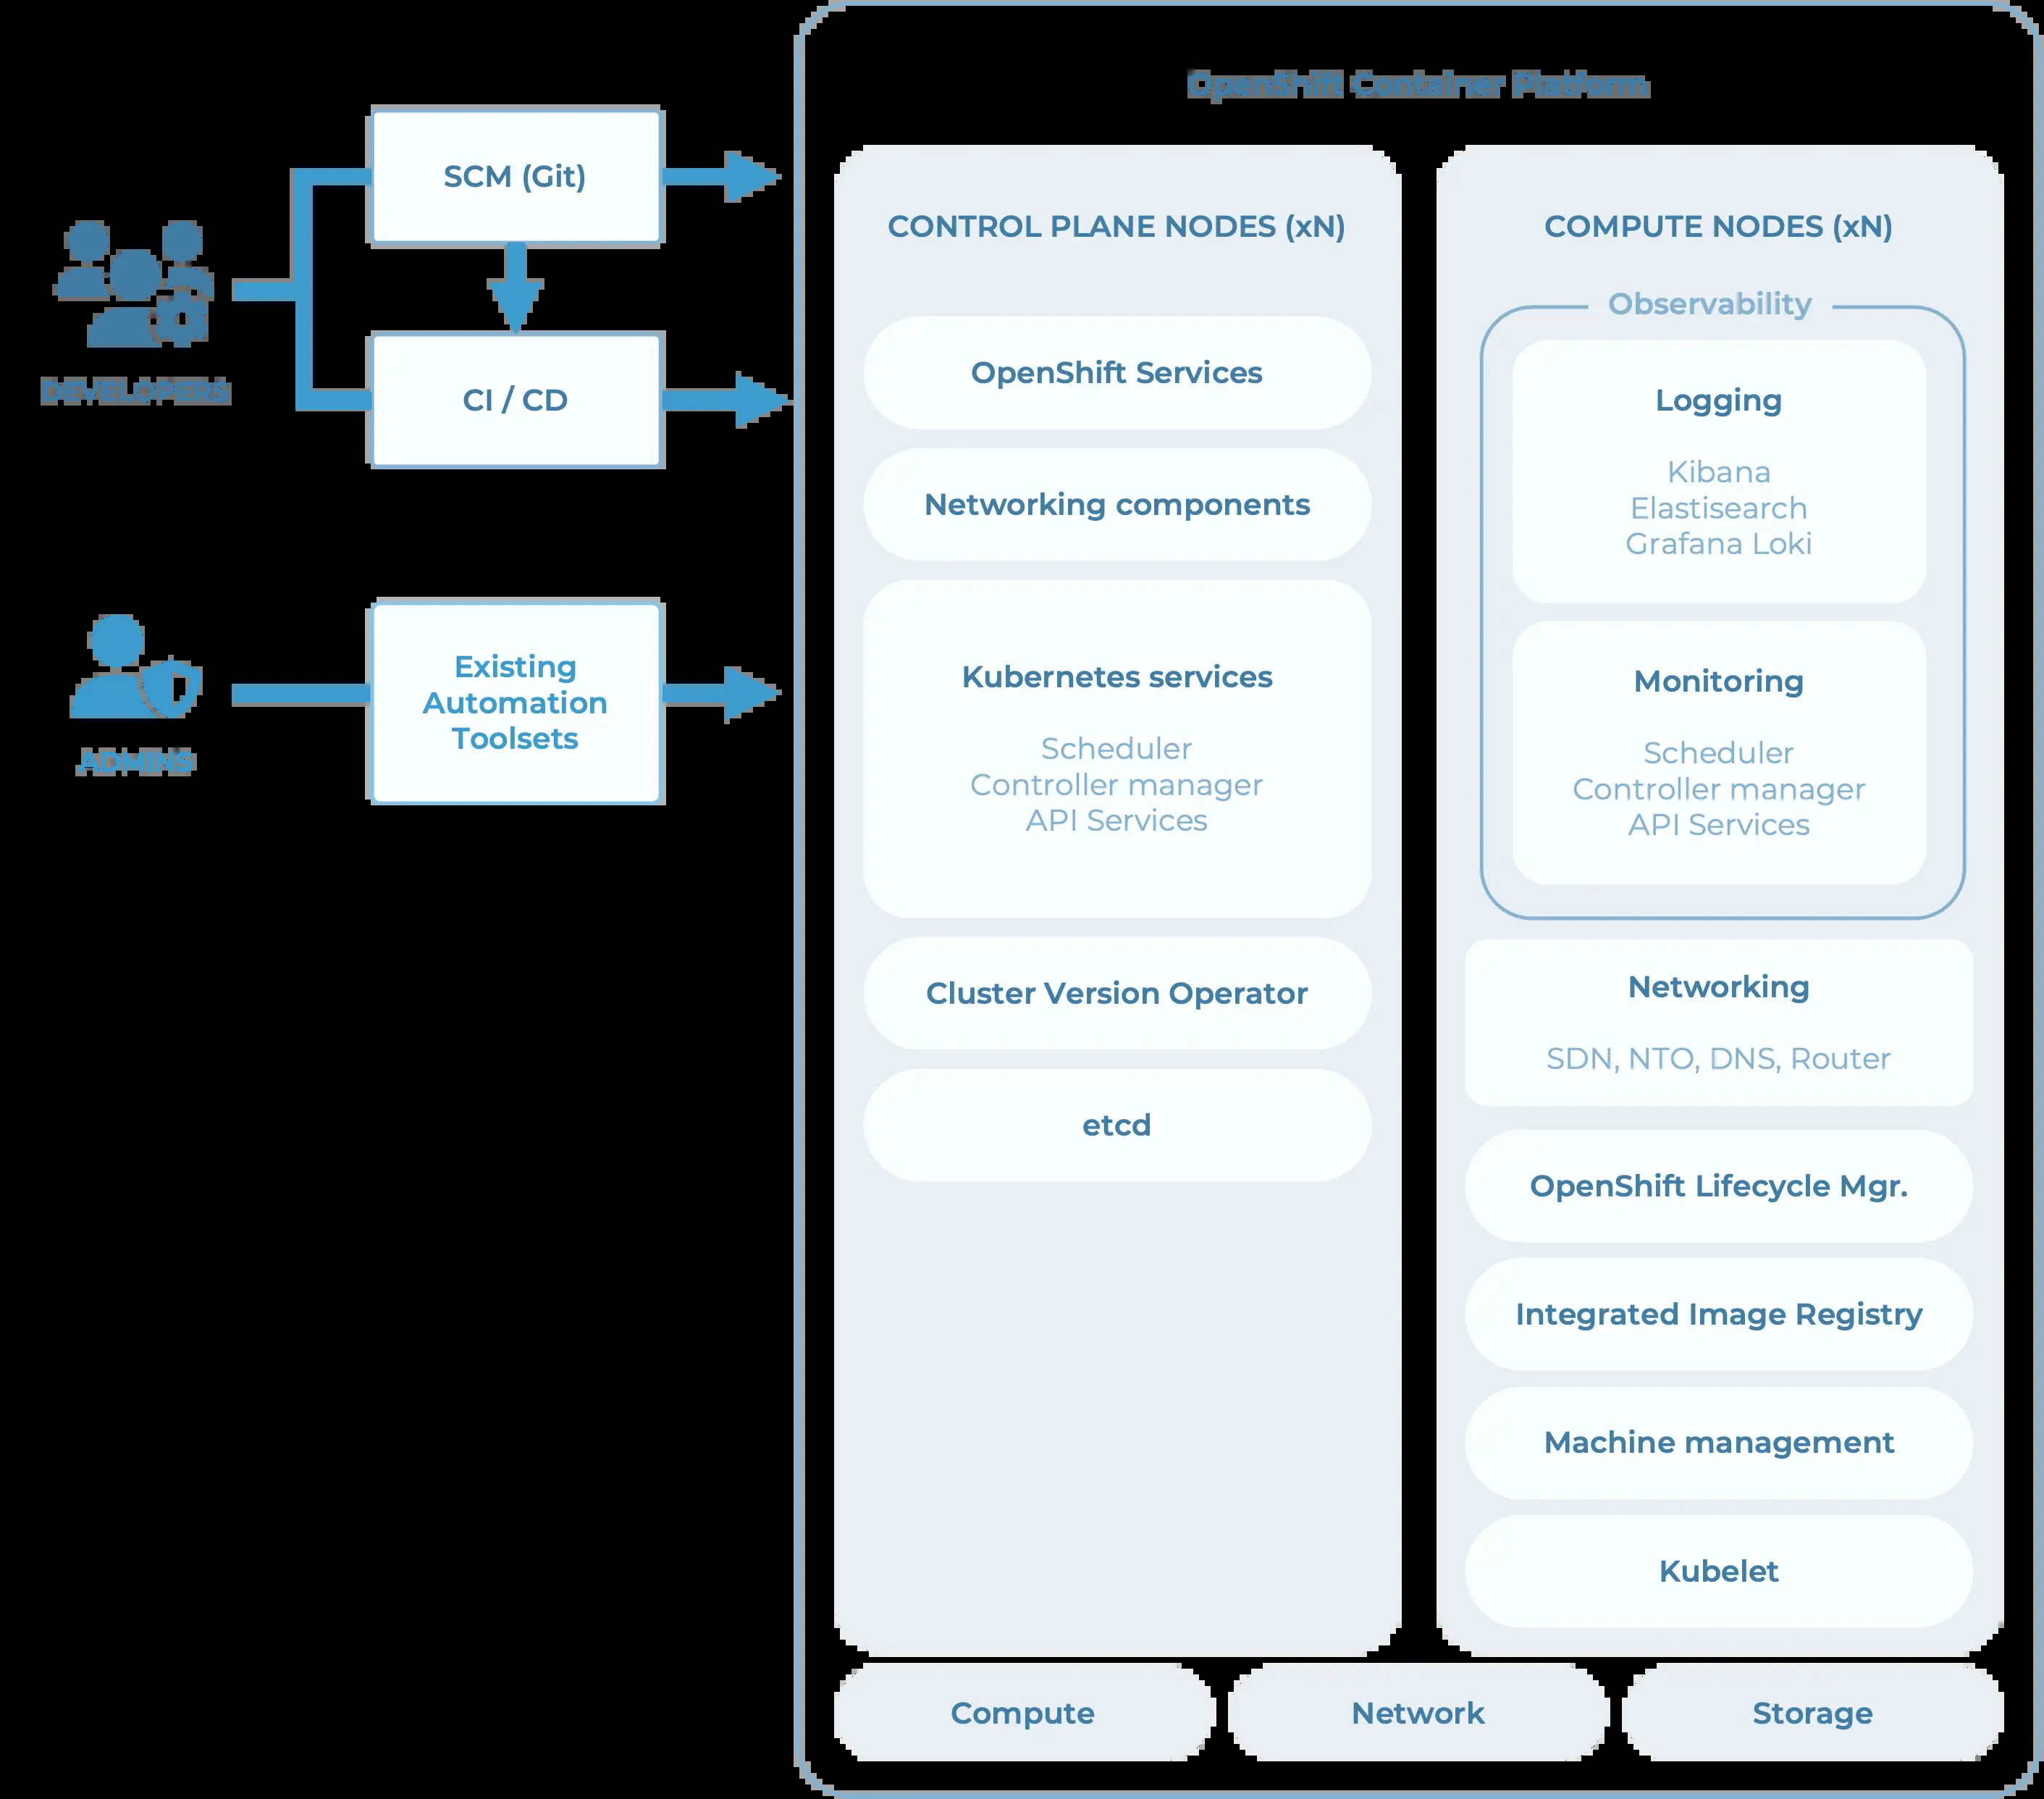 OpenShift Container Platform
SCM (Git)
CI / CD
DEVELOPERS
Existing
Automation
Toolsets
ADMINS
CONTROL PLANE NODES (xN)
OpenShift Services
Networking components
Kubernetes services
Scheduler
Controller manager
API Services
Cluster Version Operator
etcd
COMPUTE NODES (xN)
Observability
Logging
Kibana
Elastisearch
Grafana Loki
Monitoring
Scheduler
Controller manager
API Services
Networking
SDN, NTO, DNS, Router
OpenShift Lifecycle Mgr.
Integrated Image Registry
Machine management
Kubelet
Compute
Network
Storage